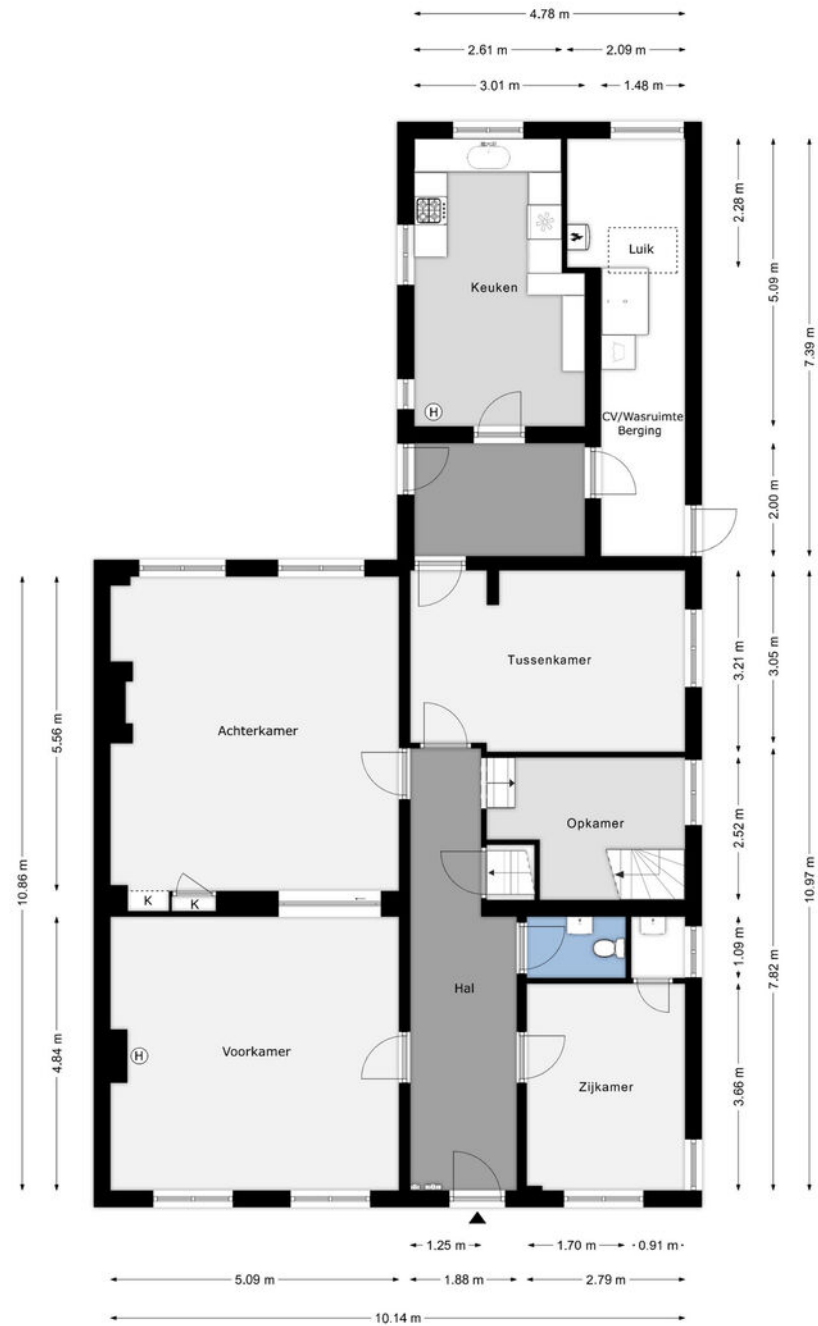 4.78 m
2.61 m
2.09 m
3.01 m
1.48 m
2.28 m
5.09 m
7.39 m
Luik
Keuken
H
CV/Wasruimte
Berging
2.00 m
Tussenkamer
3.21 m
3.05 m
Achterkamer
5.56 m
10.86 m
Opkamer
2.52 m
10.97 m
K
K
1.09 m
7.82 m
Hal
Voorkamer
H
4.84 m
Zijkamer
3.66 m
1.25 m
1.70 m
0.91 m
5.09 m
1.88 m
2.79 m
10.14 m